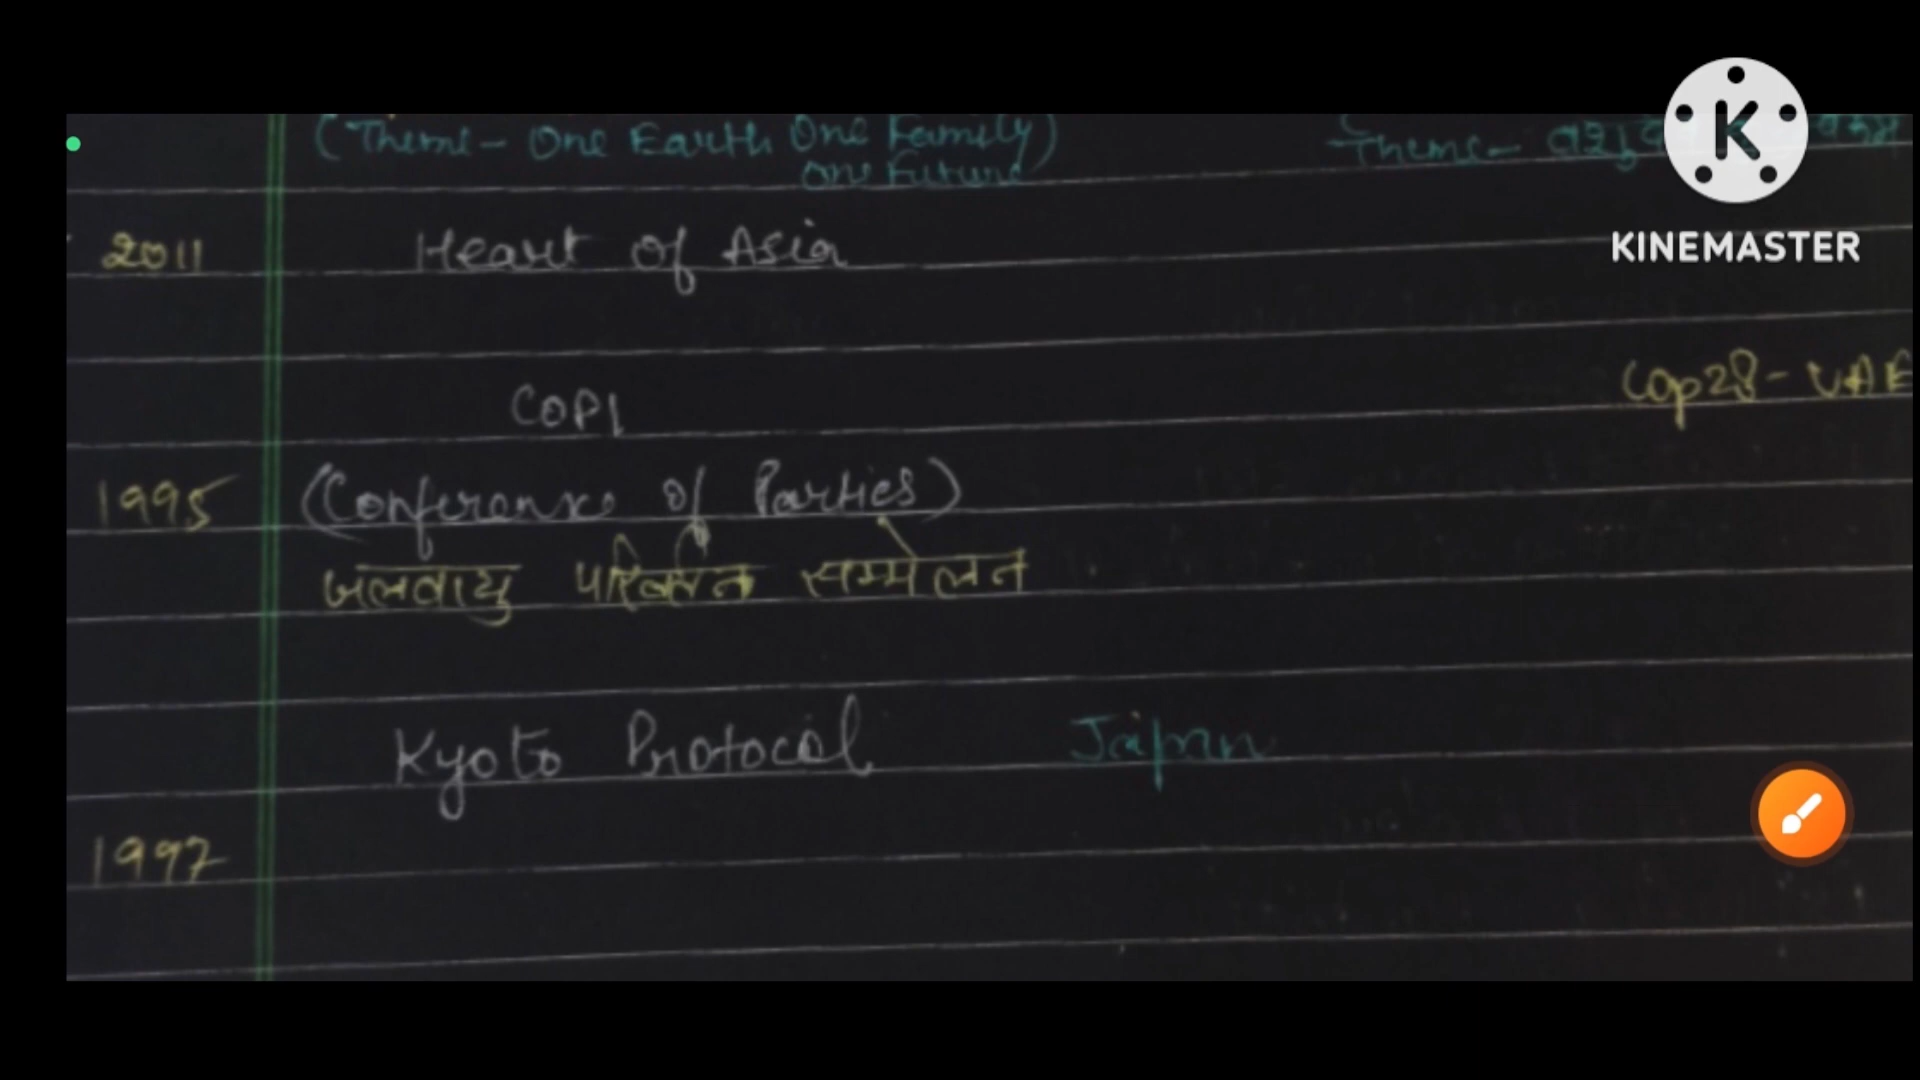 (Theme- One Earth One Family)
One Future
Theme-
2011 Heart of Asia
COP1
Cop28- UAE
1995 (Conference of Parties)
जलवायु परिवर्तन सम्मेलन
Kyoto Protocol Japan
1997
K
KINEMASTER